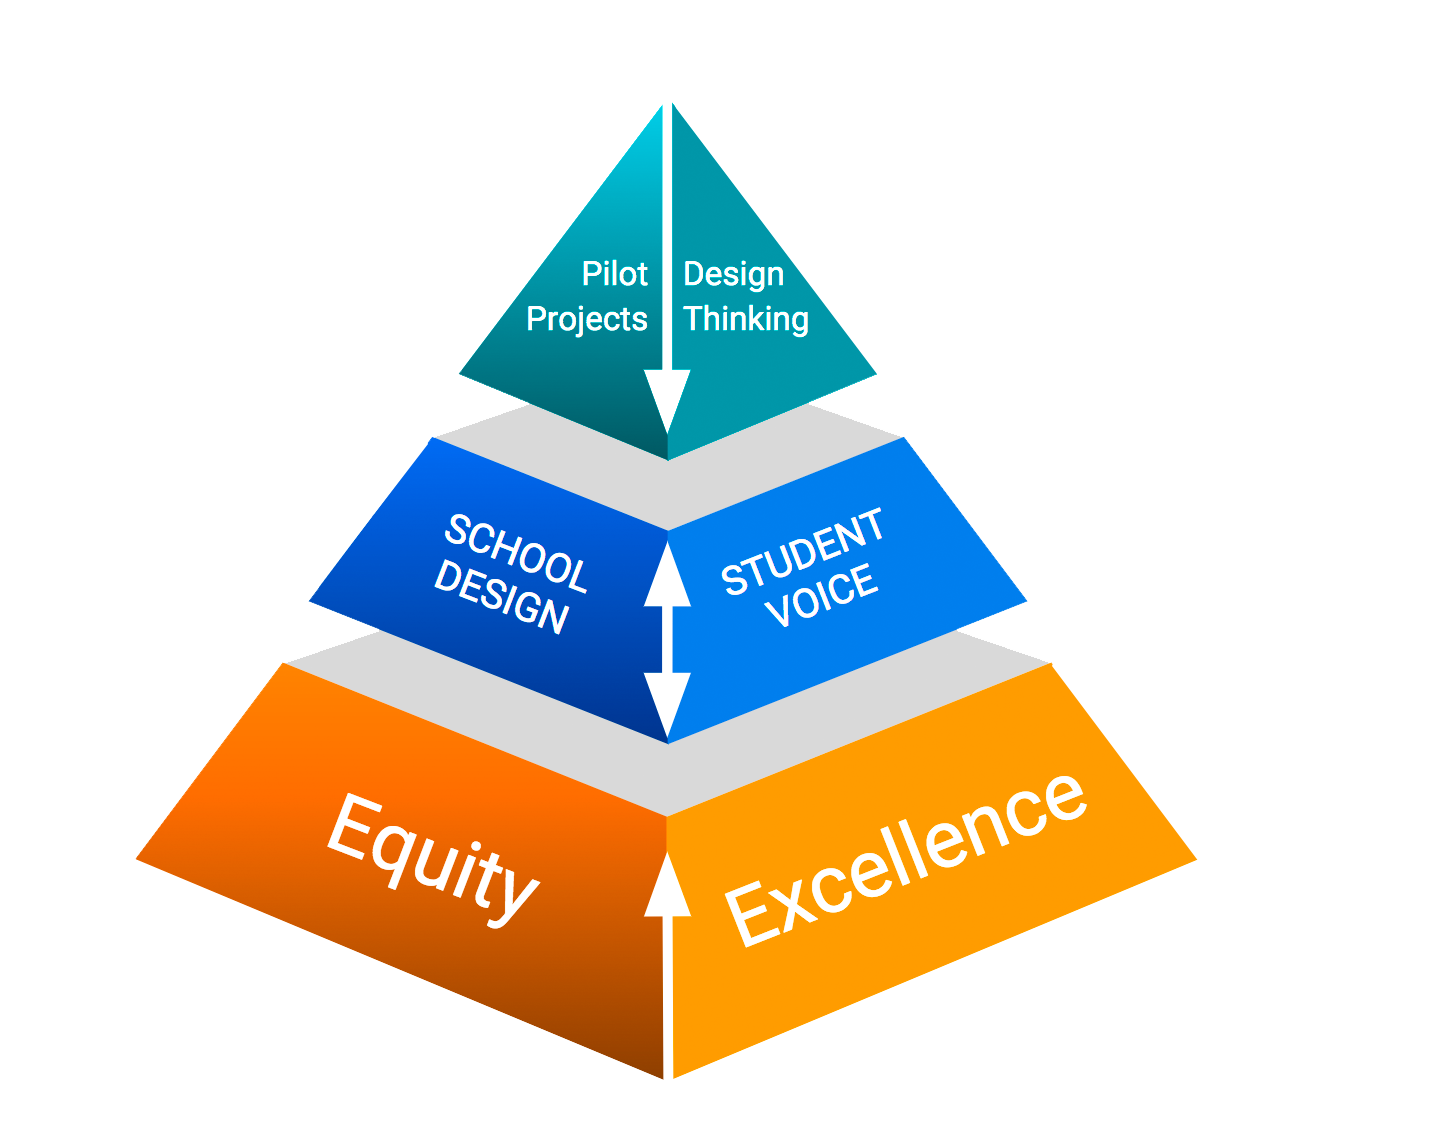 Pilot
Projects
Design
Thinking
SCHOOL
DESIGN
STUDENT
VOICE
Equity
Excellence